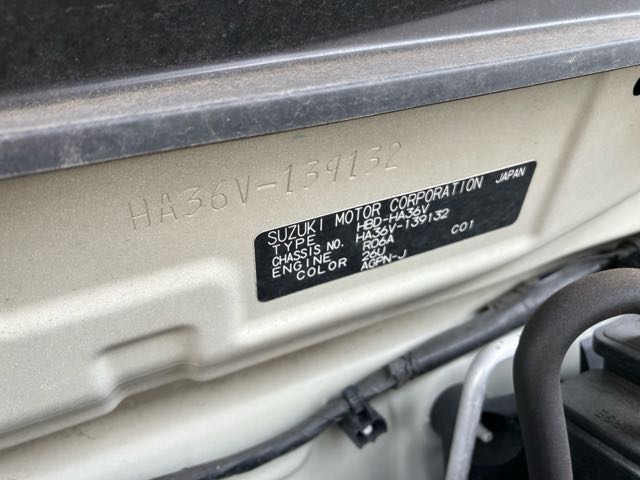 HA36V-139132
SUZUKI MOTOR CORPORATION JAPAN
TYPE HBD-HA36V
CHASSIS NO. HA36V-139132
ENGINE R06A C01
COLOR 26U
AGPN-J